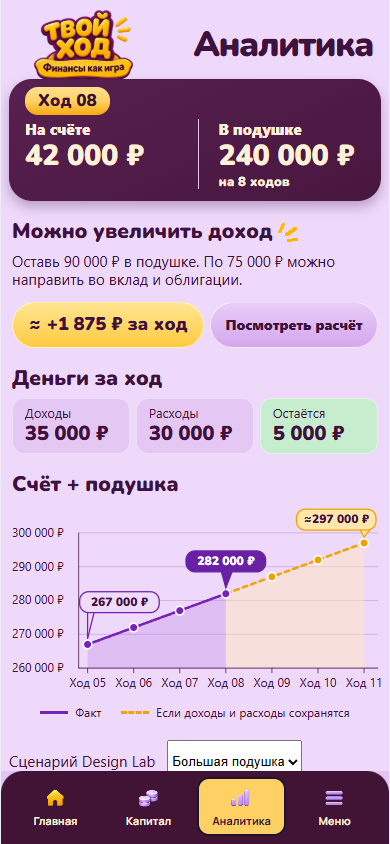 ТВОЙ
ХОД
Финансы как игра
Аналитика
Ход 08
На счёте
42 000 ₽
В подушке
240 000 ₽
на 8 ходов
Можно увеличить доход
Оставь 90 000 ₽ в подушке. По 75 000 ₽ можно
направить во вклад и облигации.
≈ +1 875 ₽ за ход
Посмотреть расчёт
Деньги за ход
Доходы
35 000 ₽
Расходы
30 000 ₽
Остаётся
5 000 ₽
Счёт + подушка
300 000 ₽
290 000 ₽
280 000 ₽
270 000 ₽
260 000 ₽
267 000 ₽
282 000 ₽
≈297 000 ₽
Ход 05 Ход 06 Ход 07 Ход 08 Ход 09 Ход 10 Ход 11
Факт
Если доходы и расходы сохранятся
Сценарий Design Lab
Большая подушка
Главная
Капитал
Аналитика
Меню